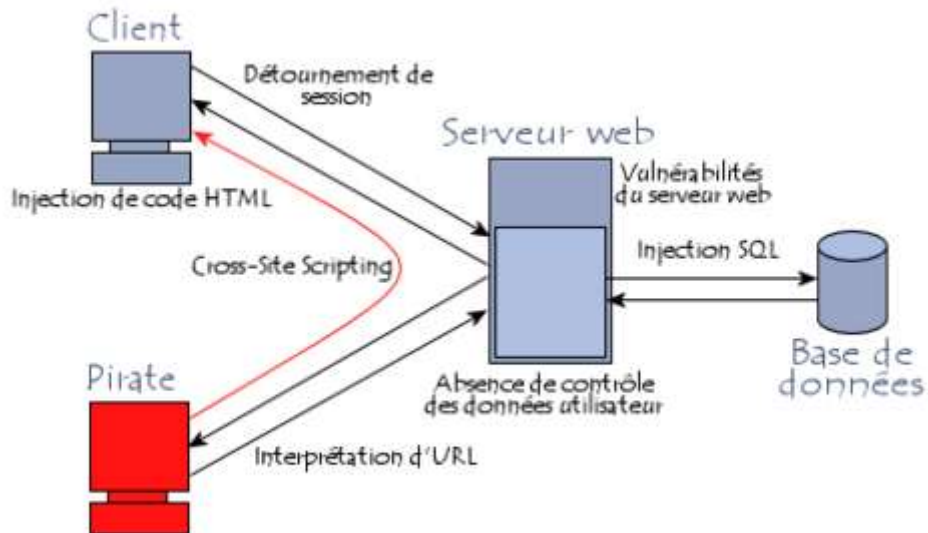 Client
Détournement de
session
Serveur web
Vulnérabilités
du serveur web
Injection de code HTML
Injection SQL
Cross-Site Scripting
Base de
données
Pirate
Absence de contrôle
des données utilisateur
Interprétation d'URL